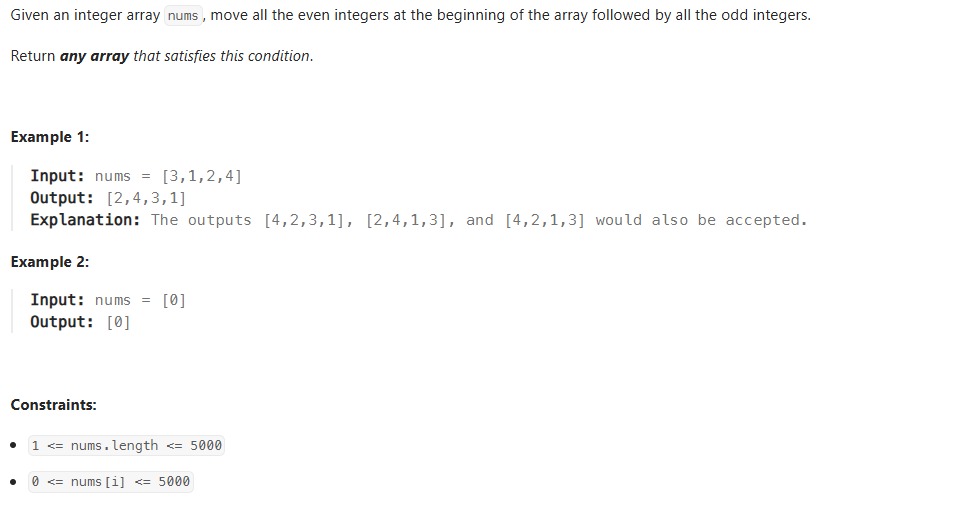 Given an integer array nums, move all the even integers at the beginning of the array followed by all the odd integers.
Return any array that satisfies this condition.
Example 1:
Input: nums = [3,1,2,4]
Output: [2,4,3,1]
Explanation: The outputs [4,2,3,1], [2,4,1,3], and [4,2,1,3] would also be accepted.
Example 2:
Input: nums = [0]
Output: [0]
Constraints:
• 1 <= nums.length <= 5000
• 0 <= nums[i] <= 5000